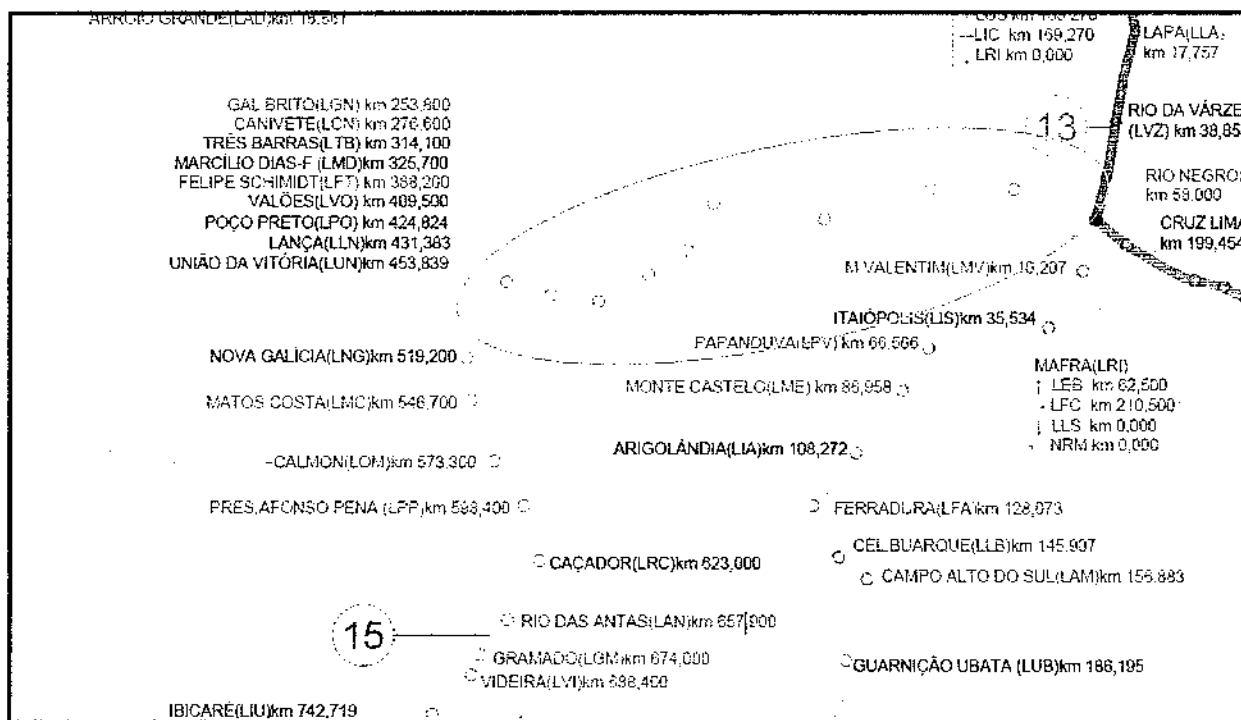 ARROIO GRANDE(LAD)km 19,581
LIC km 169,270
LRI km 0,000
LAPA(LLA
km 17,757
GAL BRITO(LGN) km 253,800
CANIVETE(LCN) km 276,600
TRÊS BARRAS(LTB) km 314,100
MARCÍLIO DIAS-F (LMD)km 325,700
FELIPE SCHIMIDT(LFT) km 388,200
VALÕES(LVO) km 409,500
POÇO PRETO(LPO) km 424,824
LANÇA(LLN)km 431,383
UNIÃO DA VITÓRIA(LUN)km 453,839
13
RIO DA VÁRZE
(LVZ) km 38,85
RIO NEGRO
km 59,000
CRUZ LIMA
km 199,454
M VALENTIM(LMV)km 10,207
ITAIÓPOLIS(LIS)km 35,534
PAPANDUVA(LPV) km 66,566
NOVA GALÍCIA(LNG)km 519,200
MAFRA(LRI)
LEB km 62,500
LFC km 210,500
LLS km 0,000
NRM km 0,000
MONTE CASTELO(LME) km 86,958
MATOS COSTA(LMC)km 546,700
ARIGOLÂNDIA(LIA)km 108,272
CALMON(LOM)km 573,300
PRES.AFONSO PENA (LPP)km 598,400
FERRADURA(LFA)km 128,073
CEL.BUARQUE(LLB)km 145,907
CAÇADOR(LRC)km 623,000
CAMPO ALTO DO SUL(LAM)km 156,883
15
RIO DAS ANTAS(LAN)km 657,900
GRAMADO(LGM)km 674,000
VIDEIRA(LVI)km 698,400
GUARNIÇÃO UBATA (LUB)km 186,195
IBICARÉ(LIU)km 742,719